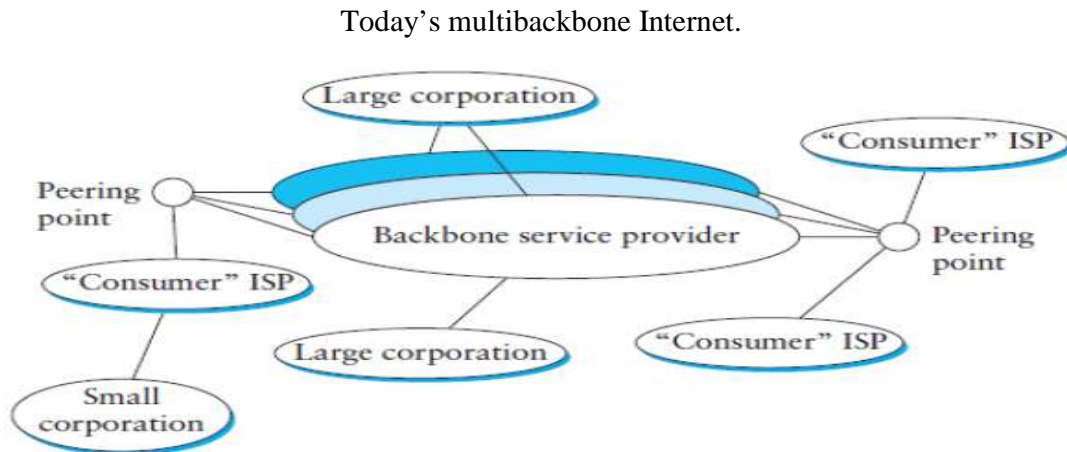 Today’s multibackbone Internet.
Large corporation
“Consumer” ISP
Peering
point
Backbone service provider
Peering
point
“Consumer” ISP
Large corporation
“Consumer” ISP
Small
corporation